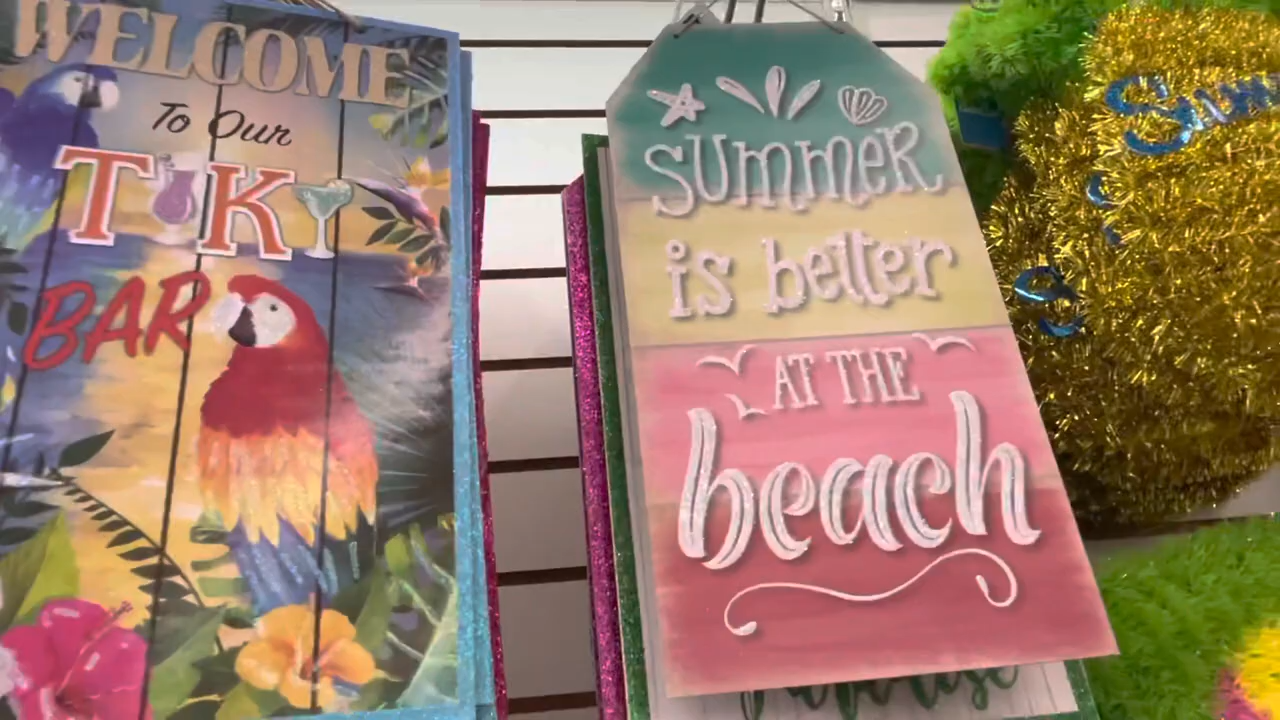 WELCOME
To Our
TIKI
BAR
SUMMER
is better
AT THE
beach